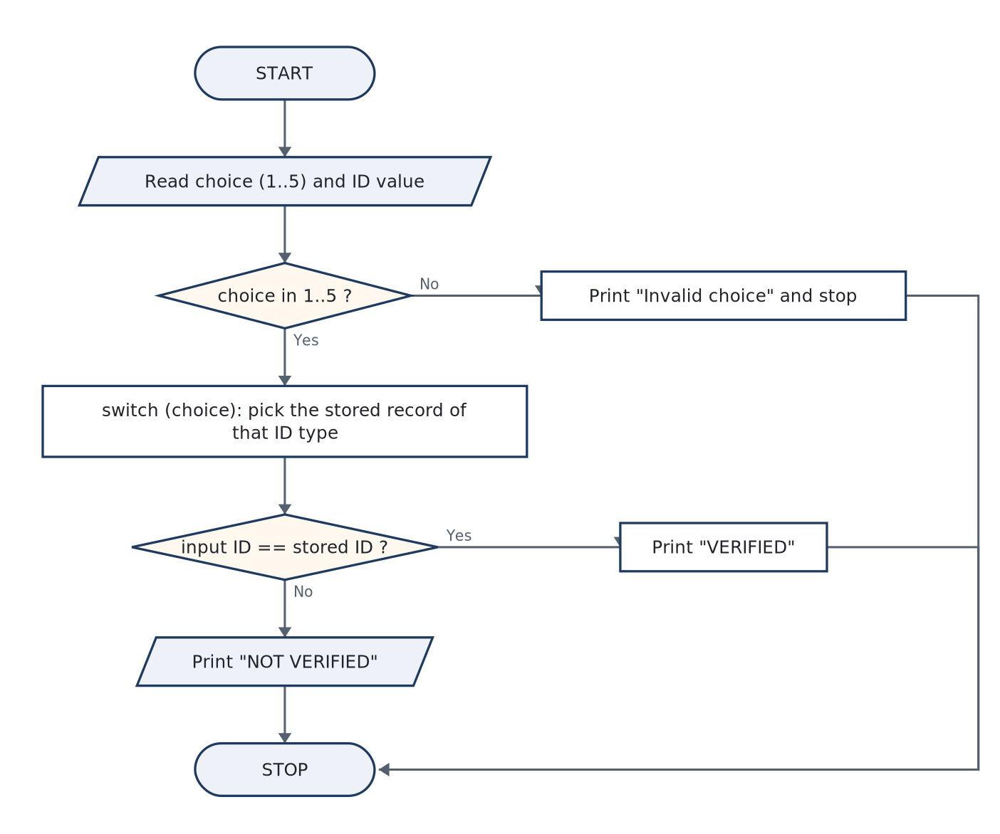 START
Read choice (1..5) and ID value
choice in 1..5 ?
No
Print "Invalid choice" and stop
Yes
switch (choice): pick the stored record of
that ID type
input ID == stored ID ?
Yes
Print "VERIFIED"
No
Print "NOT VERIFIED"
STOP